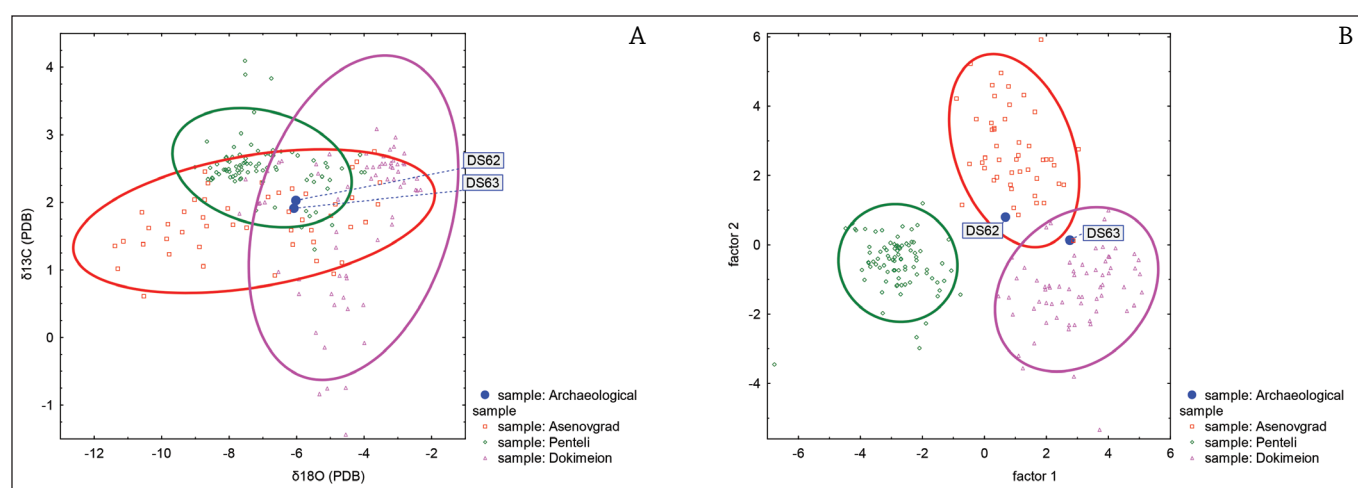 A
4
3
2
1
0
-1
δ13C (PDB)
-12 -10 -8 -6 -4 -2
δ18O (PDB)
DS62
DS63
sample: Archaeological
sample
sample: Asenovgrad
sample: Penteli
sample: Dokimeion
B
6
4
2
0
-2
-4
factor 2
-6 -4 -2 0 2 4 6
factor 1
DS62
DS63
sample: Archaeological
sample
sample: Asenovgrad
sample: Penteli
sample: Dokimeion